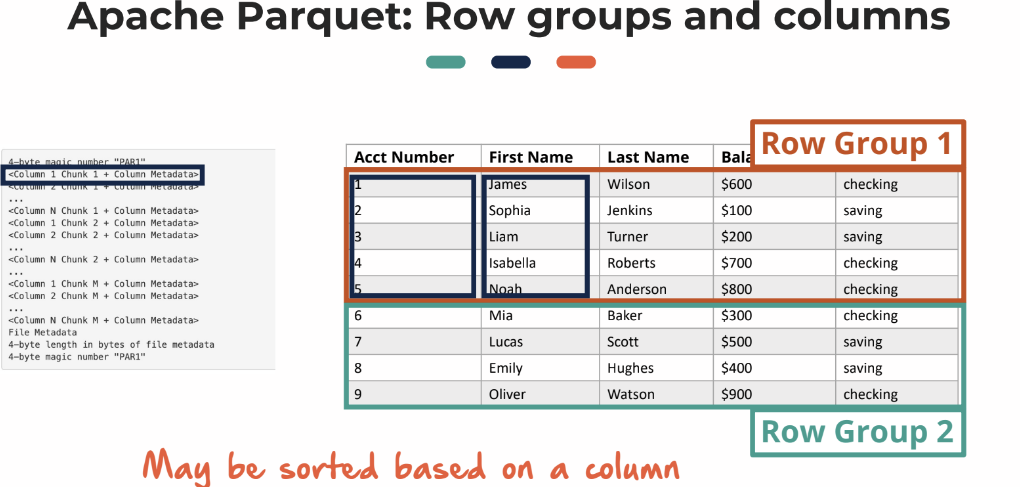 Apache Parquet: Row groups and columns
4-byte magic number "PAR1"
<Column 1 Chunk 1 + Column Metadata>
<Column 2 Chunk 1 + Column Metadata>
...
<Column N Chunk 1 + Column Metadata>
<Column 1 Chunk 2 + Column Metadata>
<Column 2 Chunk 2 + Column Metadata>
...
<Column N Chunk 2 + Column Metadata>
...
<Column 1 Chunk M + Column Metadata>
<Column 2 Chunk M + Column Metadata>
...
<Column N Chunk M + Column Metadata>
File Metadata
4-byte length in bytes of file metadata
4-byte magic number "PAR1"
Row Group 1
Acct Number First Name Last Name Bala
1 James Wilson $600 checking
2 Sophia Jenkins $100 saving
3 Liam Turner $200 saving
4 Isabella Roberts $700 checking
5 Noah Anderson $800 checking
6 Mia Baker $300 checking
7 Lucas Scott $500 saving
8 Emily Hughes $400 saving
9 Oliver Watson $900 checking
Row Group 2
May be sorted based on a column